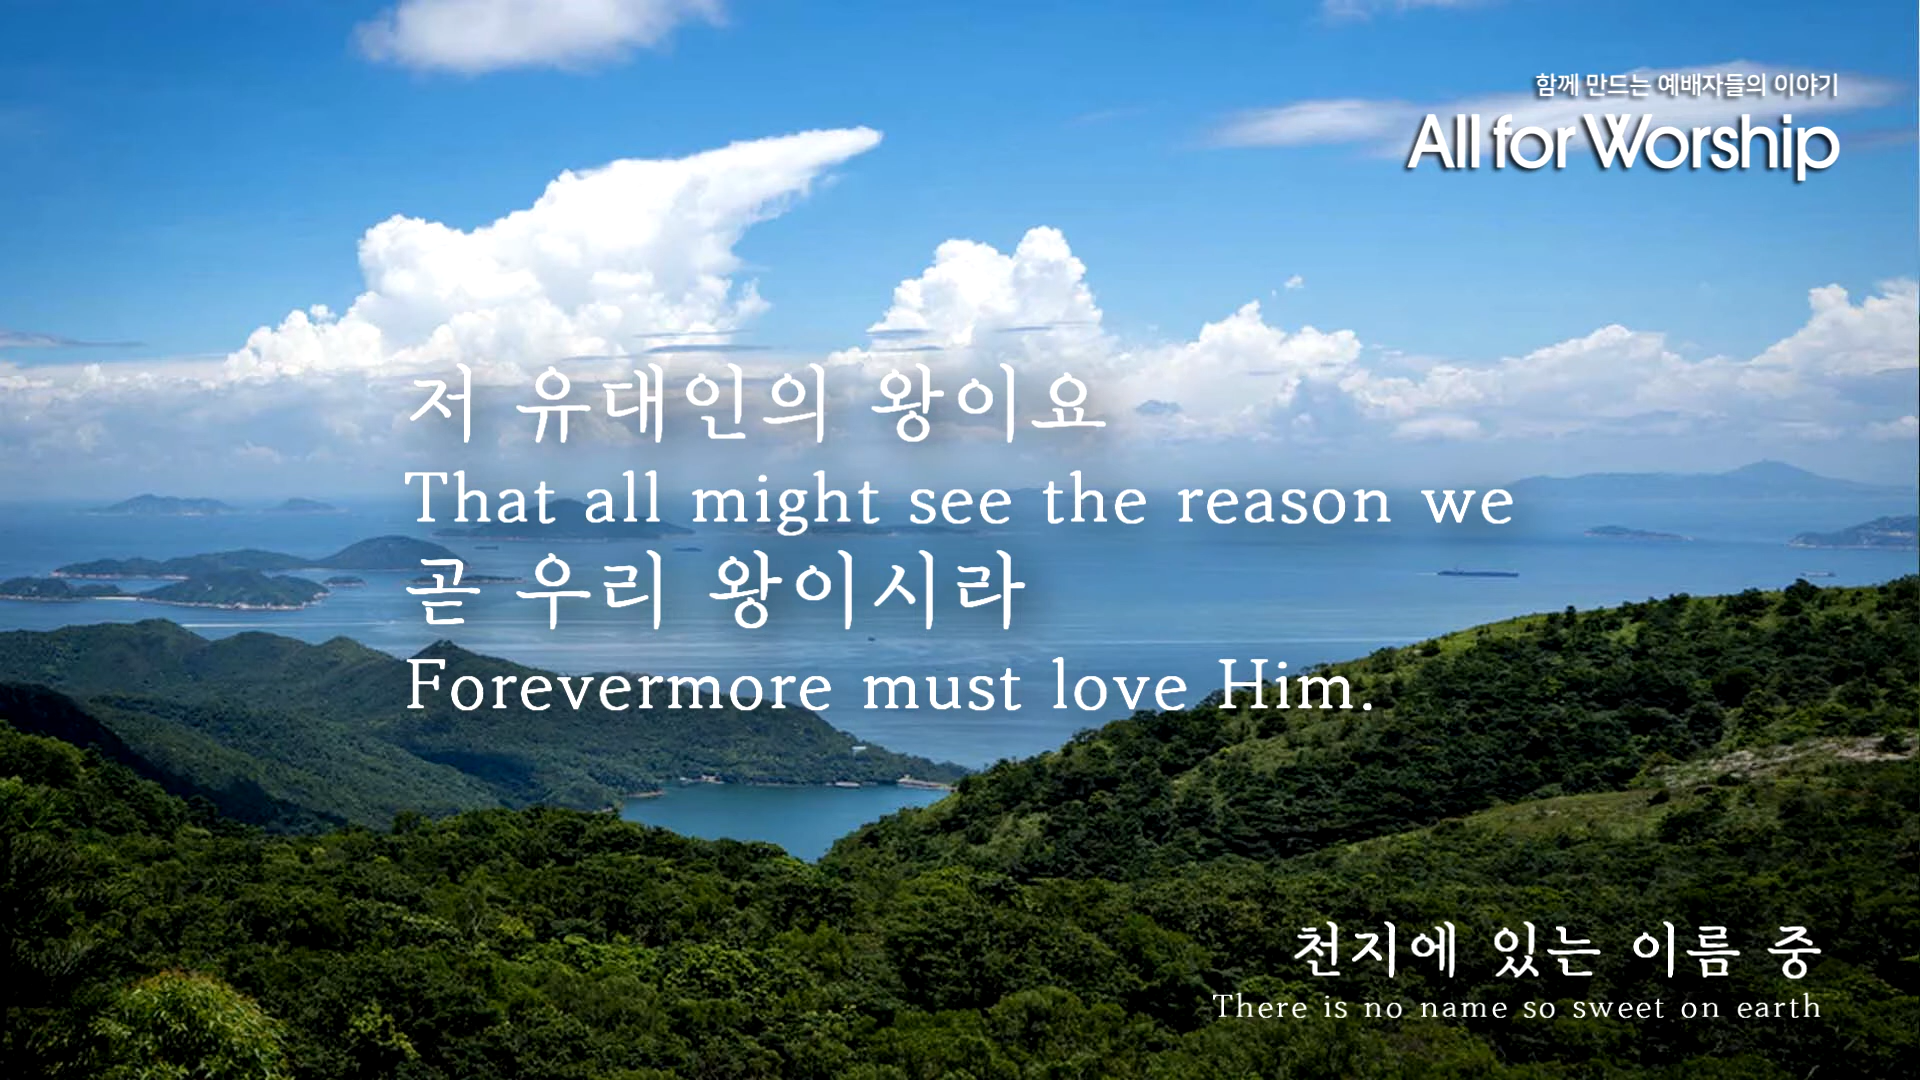 함께 만드는 예배자들의 이야기
All for Worship
저 유대인의 왕이요
That all might see the reason we
곧 우리 왕이시라
Forevermore must love Him.
천지에 있는 이름 중
There is no name so sweet on earth